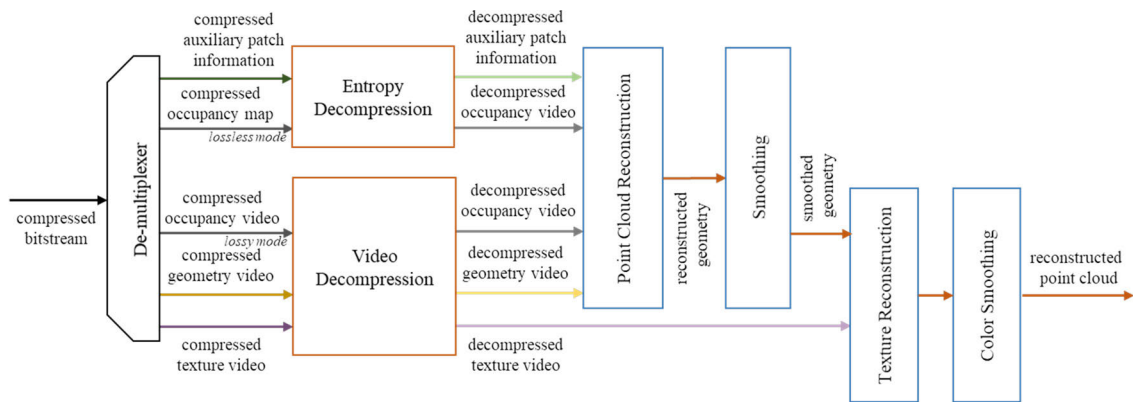 compressed
bitstream
De-multiplexer
compressed
auxiliary patch
information
compressed
occupancy map
lossless mode
compressed
occupancy video
lossy mode
compressed
geometry video
compressed
texture video
Entropy
Decompression
Video
Decompression
decompressed
auxiliary patch
information
decompressed
occupancy video
decompressed
occupancy video
decompressed
geometry video
decompressed
texture video
Point Cloud Reconstruction
reconstructed
geometry
Smoothing
smoothed
geometry
Texture Reconstruction
Color Smoothing
reconstructed
point cloud